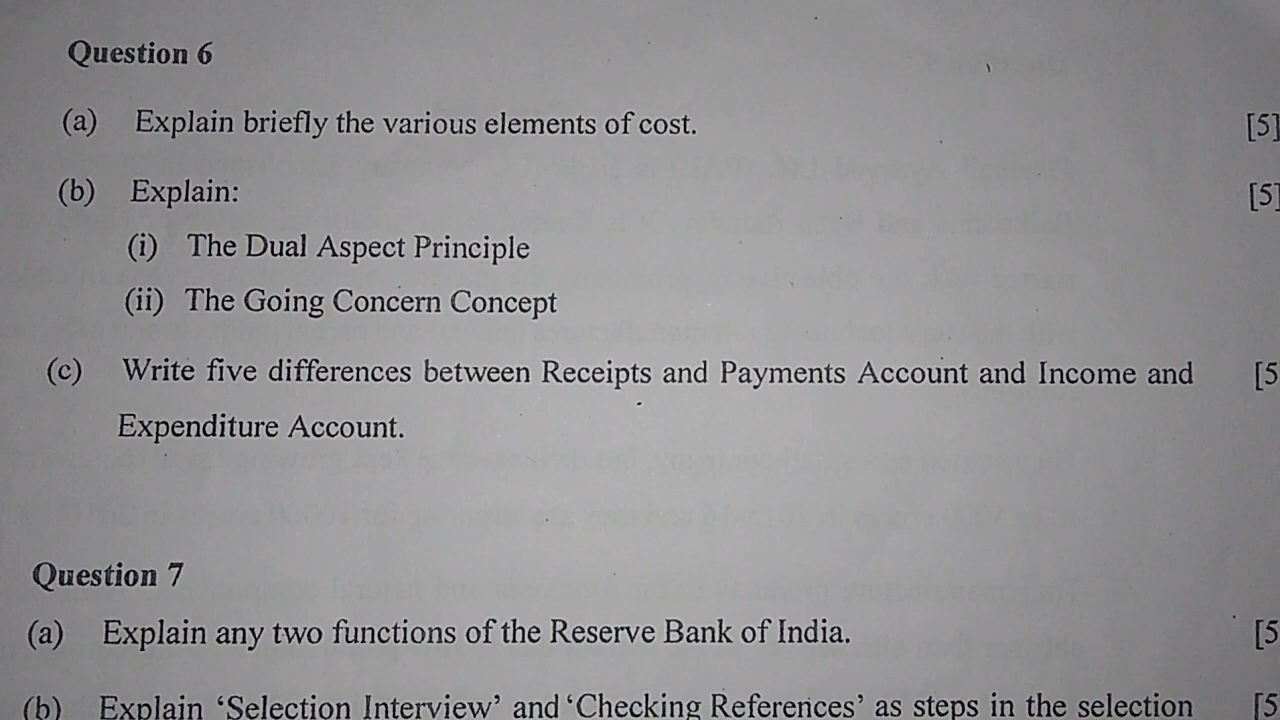 Question 6
(a) Explain briefly the various elements of cost. [5]
(b) Explain: [5]
(i) The Dual Aspect Principle
(ii) The Going Concern Concept
(c) Write five differences between Receipts and Payments Account and Income and [5
Expenditure Account.
Question 7
(a) Explain any two functions of the Reserve Bank of India. [5
(b) Explain ‘Selection Interview’ and ‘Checking References’ as steps in the selection [5